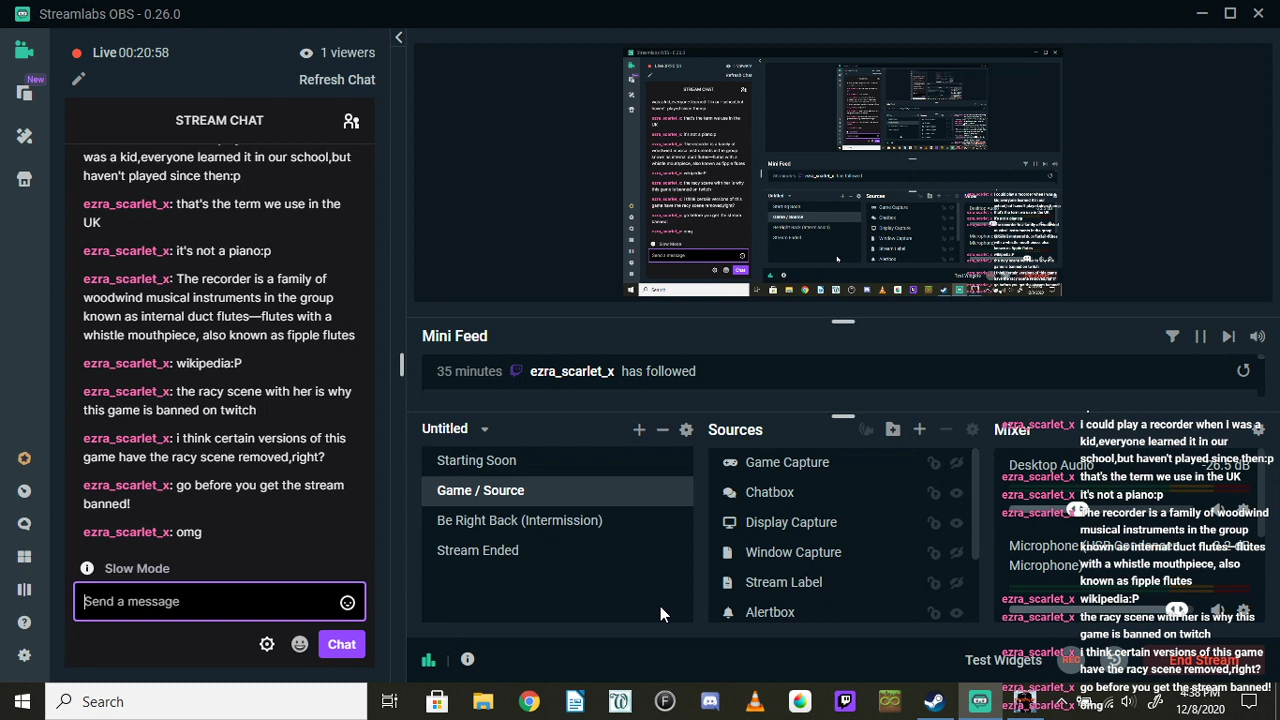 Streamlabs OBS - 0.26.0
Live 00:20:58
1 viewers
New
Refresh Chat
STREAM CHAT
was a kid,everyone learned it in our school,but
haven't played since then:p
ezra_scarlet_x: that's the term we use in the
UK
ezra_scarlet_x: it's not a piano:p
ezra_scarlet_x: The recorder is a family of
woodwind musical instruments in the group
known as internal duct flutes—flutes with a
whistle mouthpiece, also known as fipple flutes
ezra_scarlet_x: wikipedia:P
ezra_scarlet_x: the racy scene with her is why
this game is banned on twitch
ezra_scarlet_x: i think certain versions of this
game have the racy scene removed,right?
ezra_scarlet_x: go before you get the stream
banned!
ezra_scarlet_x: omg
Slow Mode
Send a message
Chat
Mini Feed
35 minutes ezra_scarlet_x has followed
Untitled
Starting Soon
Game / Source
Be Right Back (Intermission)
Stream Ended
Sources
Game Capture
Chatbox
Display Capture
Window Capture
Stream Label
Alertbox
Mixer
Desktop Audio
-26.5 dB
ezra_scarlet_x i could play a recorder when i was a
kid,everyone learned it in our
school,but haven't played since then:p
ezra_scarlet_x that's the term we use in the UK
ezra_scarlet_x it's not a piano:p
ezra_scarlet_x The recorder is a family of woodwind
musical instruments in the group
known as internal duct flutes—flutes
with a whistle mouthpiece, also
known as fipple flutes
ezra_scarlet_x wikipedia:P
ezra_scarlet_x the racy scene with her is why this
game is banned on twitch
ezra_scarlet_x i think certain versions of this game
have the racy scene removed,right?
ezra_scarlet_x go before you get the stream banned!
ezra_scarlet_x omg
Test Widgets
REC
End Stream
Search
12/8/2020